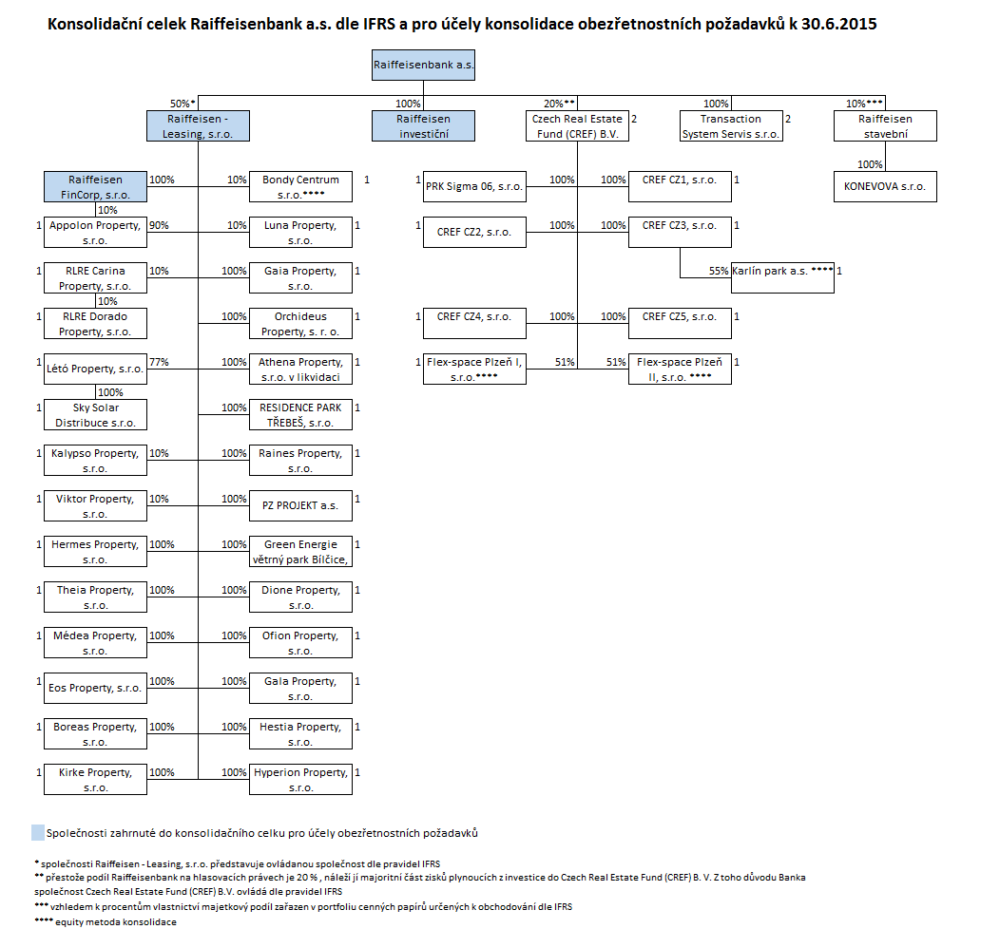 Konsolidační celek Raiffeisenbank a.s. dle IFRS a pro účely konsolidace obezřetnostních požadavků k 30.6.2015
Raiffeisenbank a.s.
50%*
100%
20%**
100%
10%***
Raiffeisen -
Leasing, s.r.o.
Raiffeisen
investiční
Czech Real Estate
Fund (CREF) B.V.
2
Transaction
System Servis s.r.o.
2
Raiffeisen
stavební
100%
KONEVOVA s.r.o.
Raiffeisen
FinCorp, s.r.o.
100%
10%
Bondy Centrum
s.r.o.****
1
1
PRK Sigma 06, s.r.o.
100%
100%
CREF CZ1, s.r.o.
1
10%
1
Appolon Property,
s.r.o.
90%
10%
Luna Property,
s.r.o.
1
1
CREF CZ2, s.r.o.
100%
100%
CREF CZ3, s.r.o.
1
1
RLRE Carina
Property, s.r.o.
10%
100%
Gaia Property,
s.r.o.
1
55%
Karlín park a.s. ****
1
10%
1
RLRE Dorado
Property, s.r.o.
100%
Orchideus
Property, s. r. o.
1
1
CREF CZ4, s.r.o.
100%
100%
CREF CZ5, s.r.o.
1
1
Létó Property, s.r.o.
77%
100%
Athena Property,
s.r.o. v likvidaci
1
1
Flex-space Plzeň I,
s.r.o.****
51%
51%
Flex-space Plzeň
II, s.r.o. ****
1
100%
1
Sky Solar
Distribuce s.r.o.
100%
RESIDENCE PARK
TŘEBEŠ, s.r.o.
1
1
Kalypso Property,
s.r.o.
10%
100%
Raines Property,
s.r.o.
1
1
Viktor Property,
s.r.o.
10%
100%
PZ PROJEKT a.s.
1
1
Hermes Property,
s.r.o.
100%
100%
Green Energie
větrný park Bílčice,
1
1
Theia Property,
s.r.o.
100%
100%
Dione Property,
s.r.o.
1
1
Médea Property,
s.r.o.
100%
100%
Ofion Property,
s.r.o.
1
1
Eos Property, s.r.o.
100%
100%
Gala Property,
s.r.o.
1
1
Boreas Property,
s.r.o.
100%
100%
Hestia Property,
s.r.o.
1
1
Kirke Property,
s.r.o.
100%
100%
Hyperion Property,
s.r.o.
1
Společnosti zahrnuté do konsolidačního celku pro účely obezřetnostních požadavků
* společnosti Raiffeisen - Leasing, s.r.o. představuje ovládanou společnost dle pravidel IFRS
** přestože podíl Raiffeisenbank na hlasovacích právech je 20 % , náleží jí majoritní část zisků plynoucích z investice do Czech Real Estate Fund (CREF) B. V. Z toho důvodu Banka
společnost Czech Real Estate Fund (CREF) B.V. ovládá dle pravidel IFRS
*** vzhledem k procentům vlastnictví majetkový podíl zařazen v portfoliu cenných papírů určených k obchodování dle IFRS
**** equity metoda konsolidace